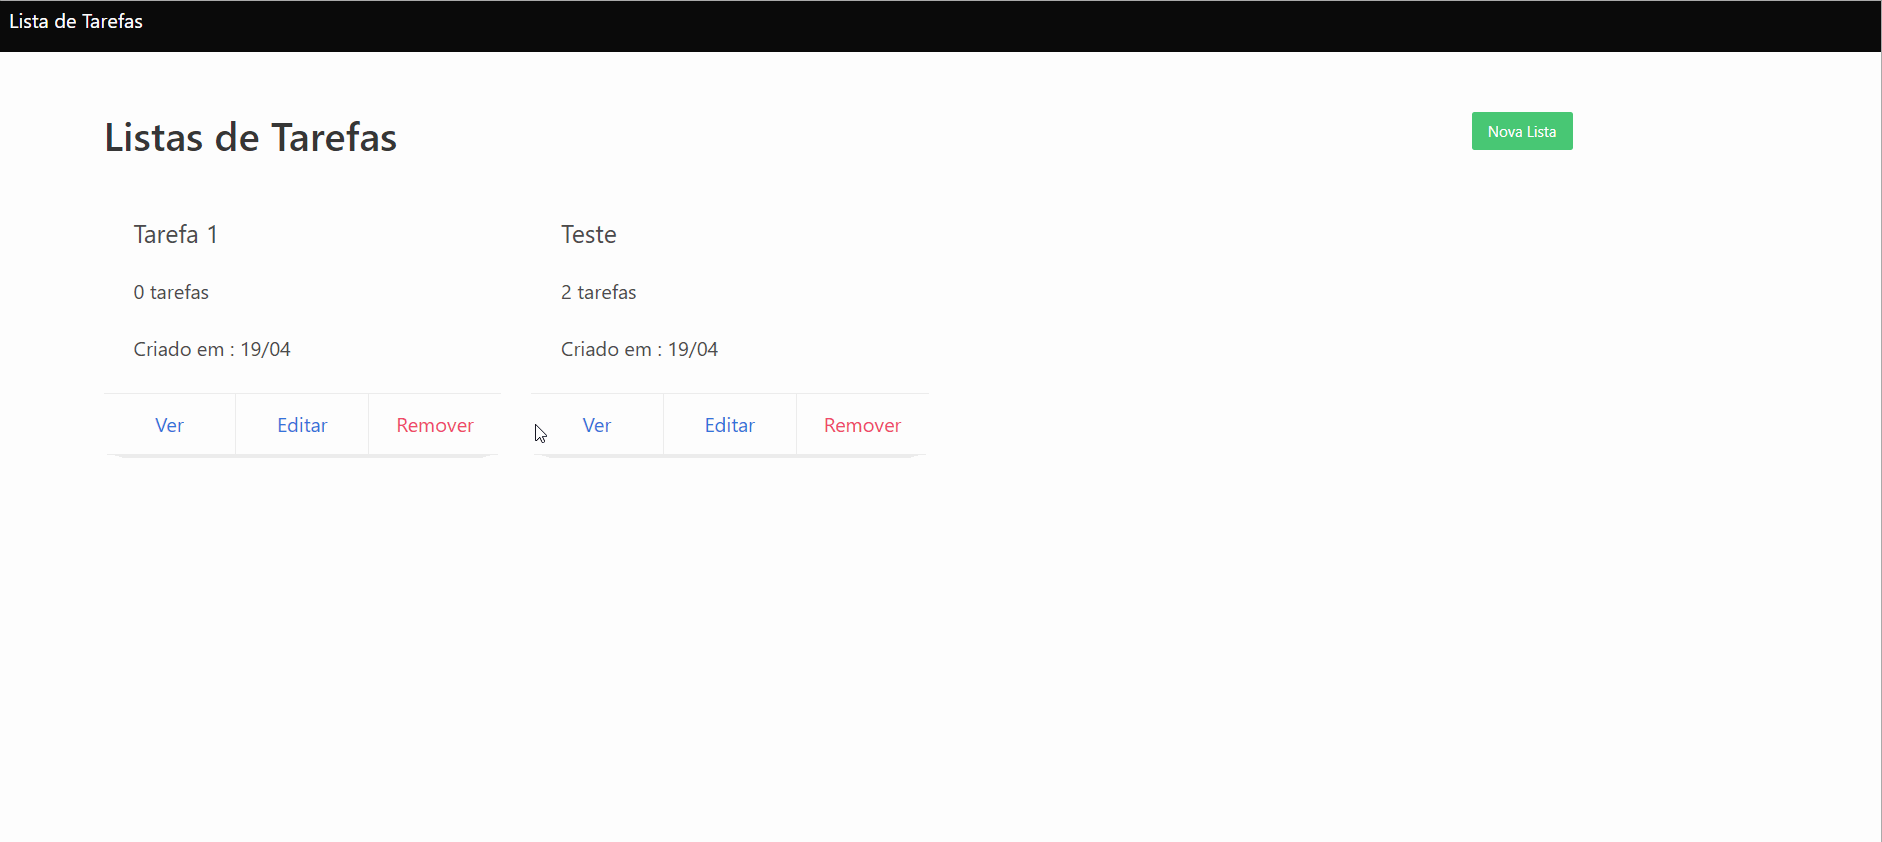 Lista de Tarefas
Listas de Tarefas
Nova Lista
Tarefa 1
0 tarefas
Criado em : 19/04
Ver
Editar
Remover
Teste
2 tarefas
Criado em : 19/04
Ver
Editar
Remover